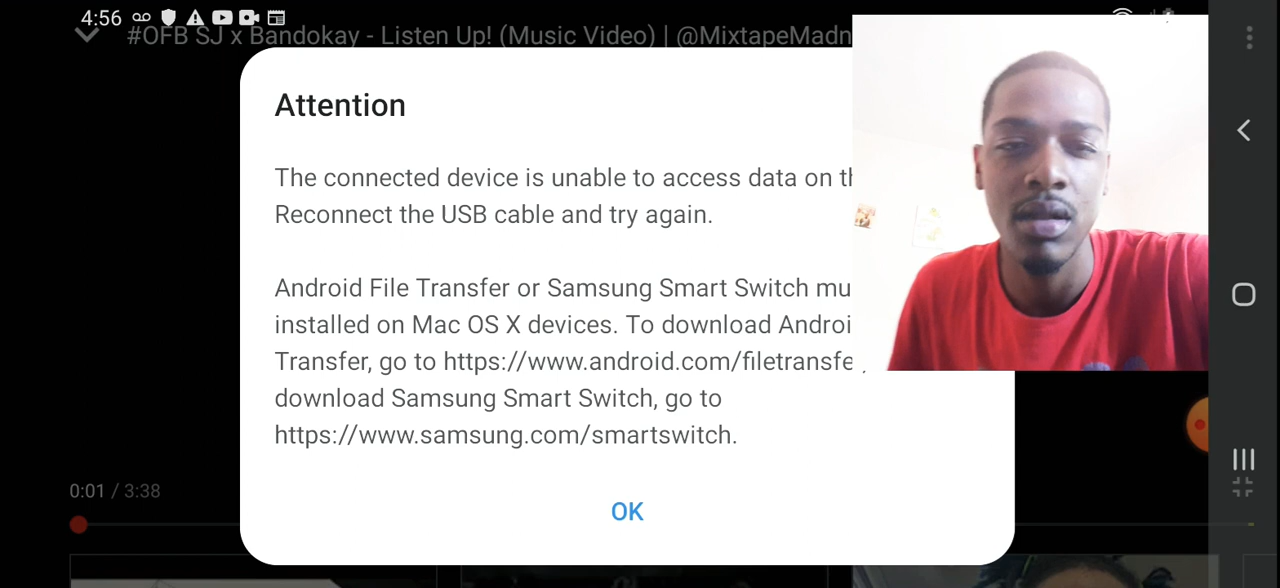 4:56
#OFB SJ x Bandokay - Listen Up! (Music Video) | @MixtapeMadn
Attention
The connected device is unable to access data on th
Reconnect the USB cable and try again.
Android File Transfer or Samsung Smart Switch mu
installed on Mac OS X devices. To download Androi
Transfer, go to https://www.android.com/filetransfe
download Samsung Smart Switch, go to
https://www.samsung.com/smartswitch.
OK
0:01 / 3:38